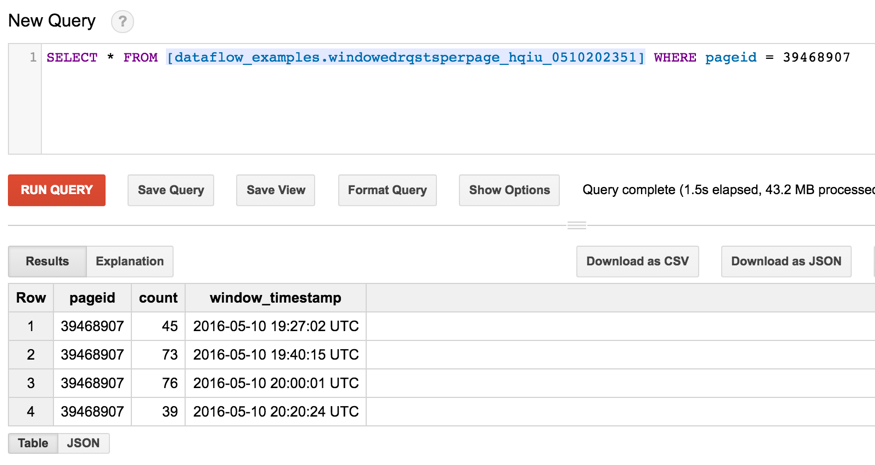 New Query ?
1 SELECT * FROM [dataflow_examples.windowedrqstsperpage_hqiu_0510202351] WHERE pageid = 39468907
RUN QUERY Save Query Save View Format Query Show Options Query complete (1.5s elapsed, 43.2 MB processed
Results Explanation Download as CSV Download as JSON
Row pageid count window_timestamp
1 39468907 45 2016-05-10 19:27:02 UTC
2 39468907 73 2016-05-10 19:40:15 UTC
3 39468907 76 2016-05-10 20:00:01 UTC
4 39468907 39 2016-05-10 20:20:24 UTC
Table JSON